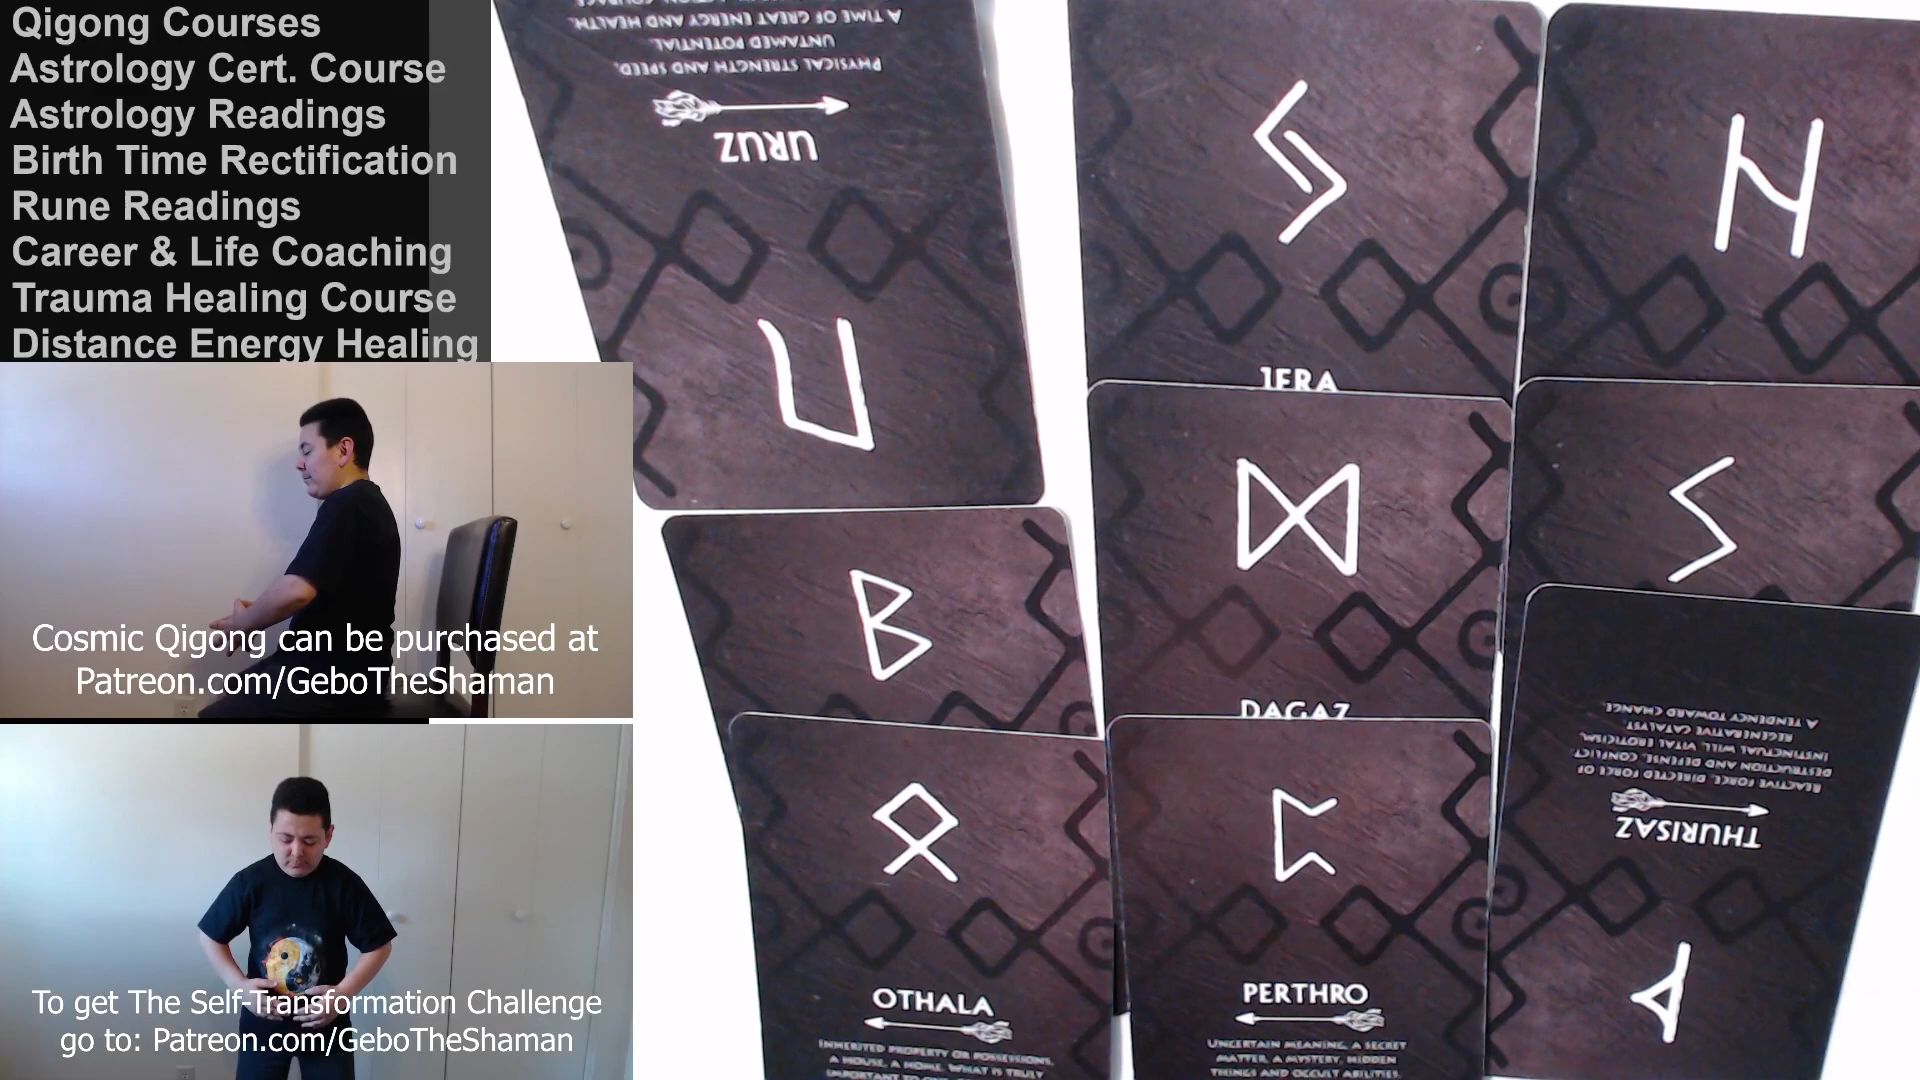 Qigong Courses
Astrology Cert. Course
Astrology Readings
Birth Time Rectification
Rune Readings
Career & Life Coaching
Trauma Healing Course
Distance Energy Healing
Cosmic Qigong can be purchased at
Patreon.com/GeboTheShaman
To get The Self-Transformation Challenge
go to: Patreon.com/GeboTheShaman
URUZ
PHYSICAL STRENGTH AND SPEED,
UNTAMED POTENTIAL.
A TIME OF GREAT ENERGY AND HEALTH.
JERA
DAGAZ
OTHALA
INHERITED PROPERTY OR POSSESSIONS,
A HOUSE, A HOME. WHAT IS TRULY
IMPORTANT TO
PERTHRO
UNCERTAIN MEANING, A SECRET
MATTER, A MYSTERY, HIDDEN
THINGS AND OCCULT ABILITIES.
THURISAZ
REACTIVE FORCE, DIRECTED FORCE OF
DESTRUCTION AND DEFENSE, CONFLICT.
INSTINCTUAL WILL, VITAL EROTICISM,
REGENERATIVE CATALYST.
A TENDENCY TOWARD CHANGE.